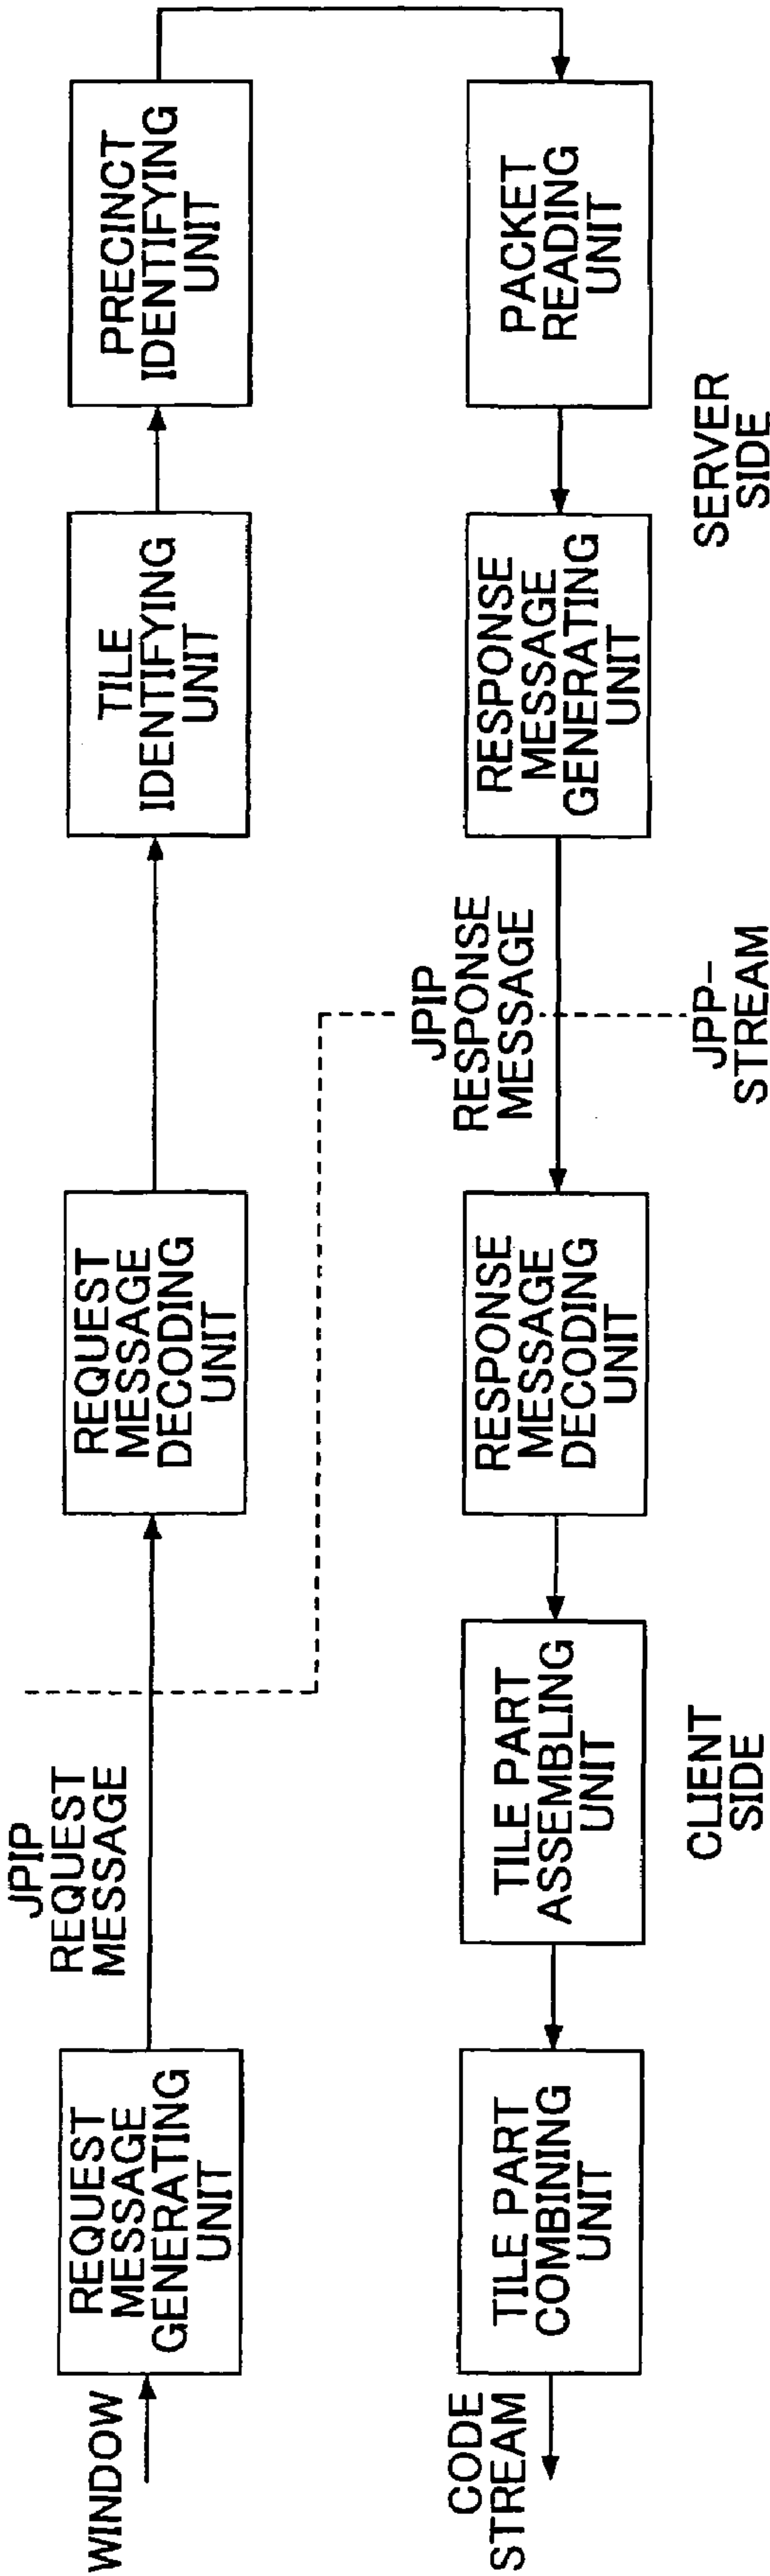 WINDOW
REQUEST
MESSAGE
GENERATING
UNIT
JPIP
REQUEST
MESSAGE
REQUEST
MESSAGE
DECODING
UNIT
TILE
IDENTIFYING
UNIT
PRECINCT
IDENTIFYING
UNIT
PACKET
READING
UNIT
RESPONSE
MESSAGE
GENERATING
UNIT
JPIP
RESPONSE
MESSAGE
RESPONSE
MESSAGE
DECODING
UNIT
TILE PART
ASSEMBLING
UNIT
TILE PART
COMBINING
UNIT
CODE
STREAM
CLIENT
SIDE
JPP-
STREAM
SERVER
SIDE